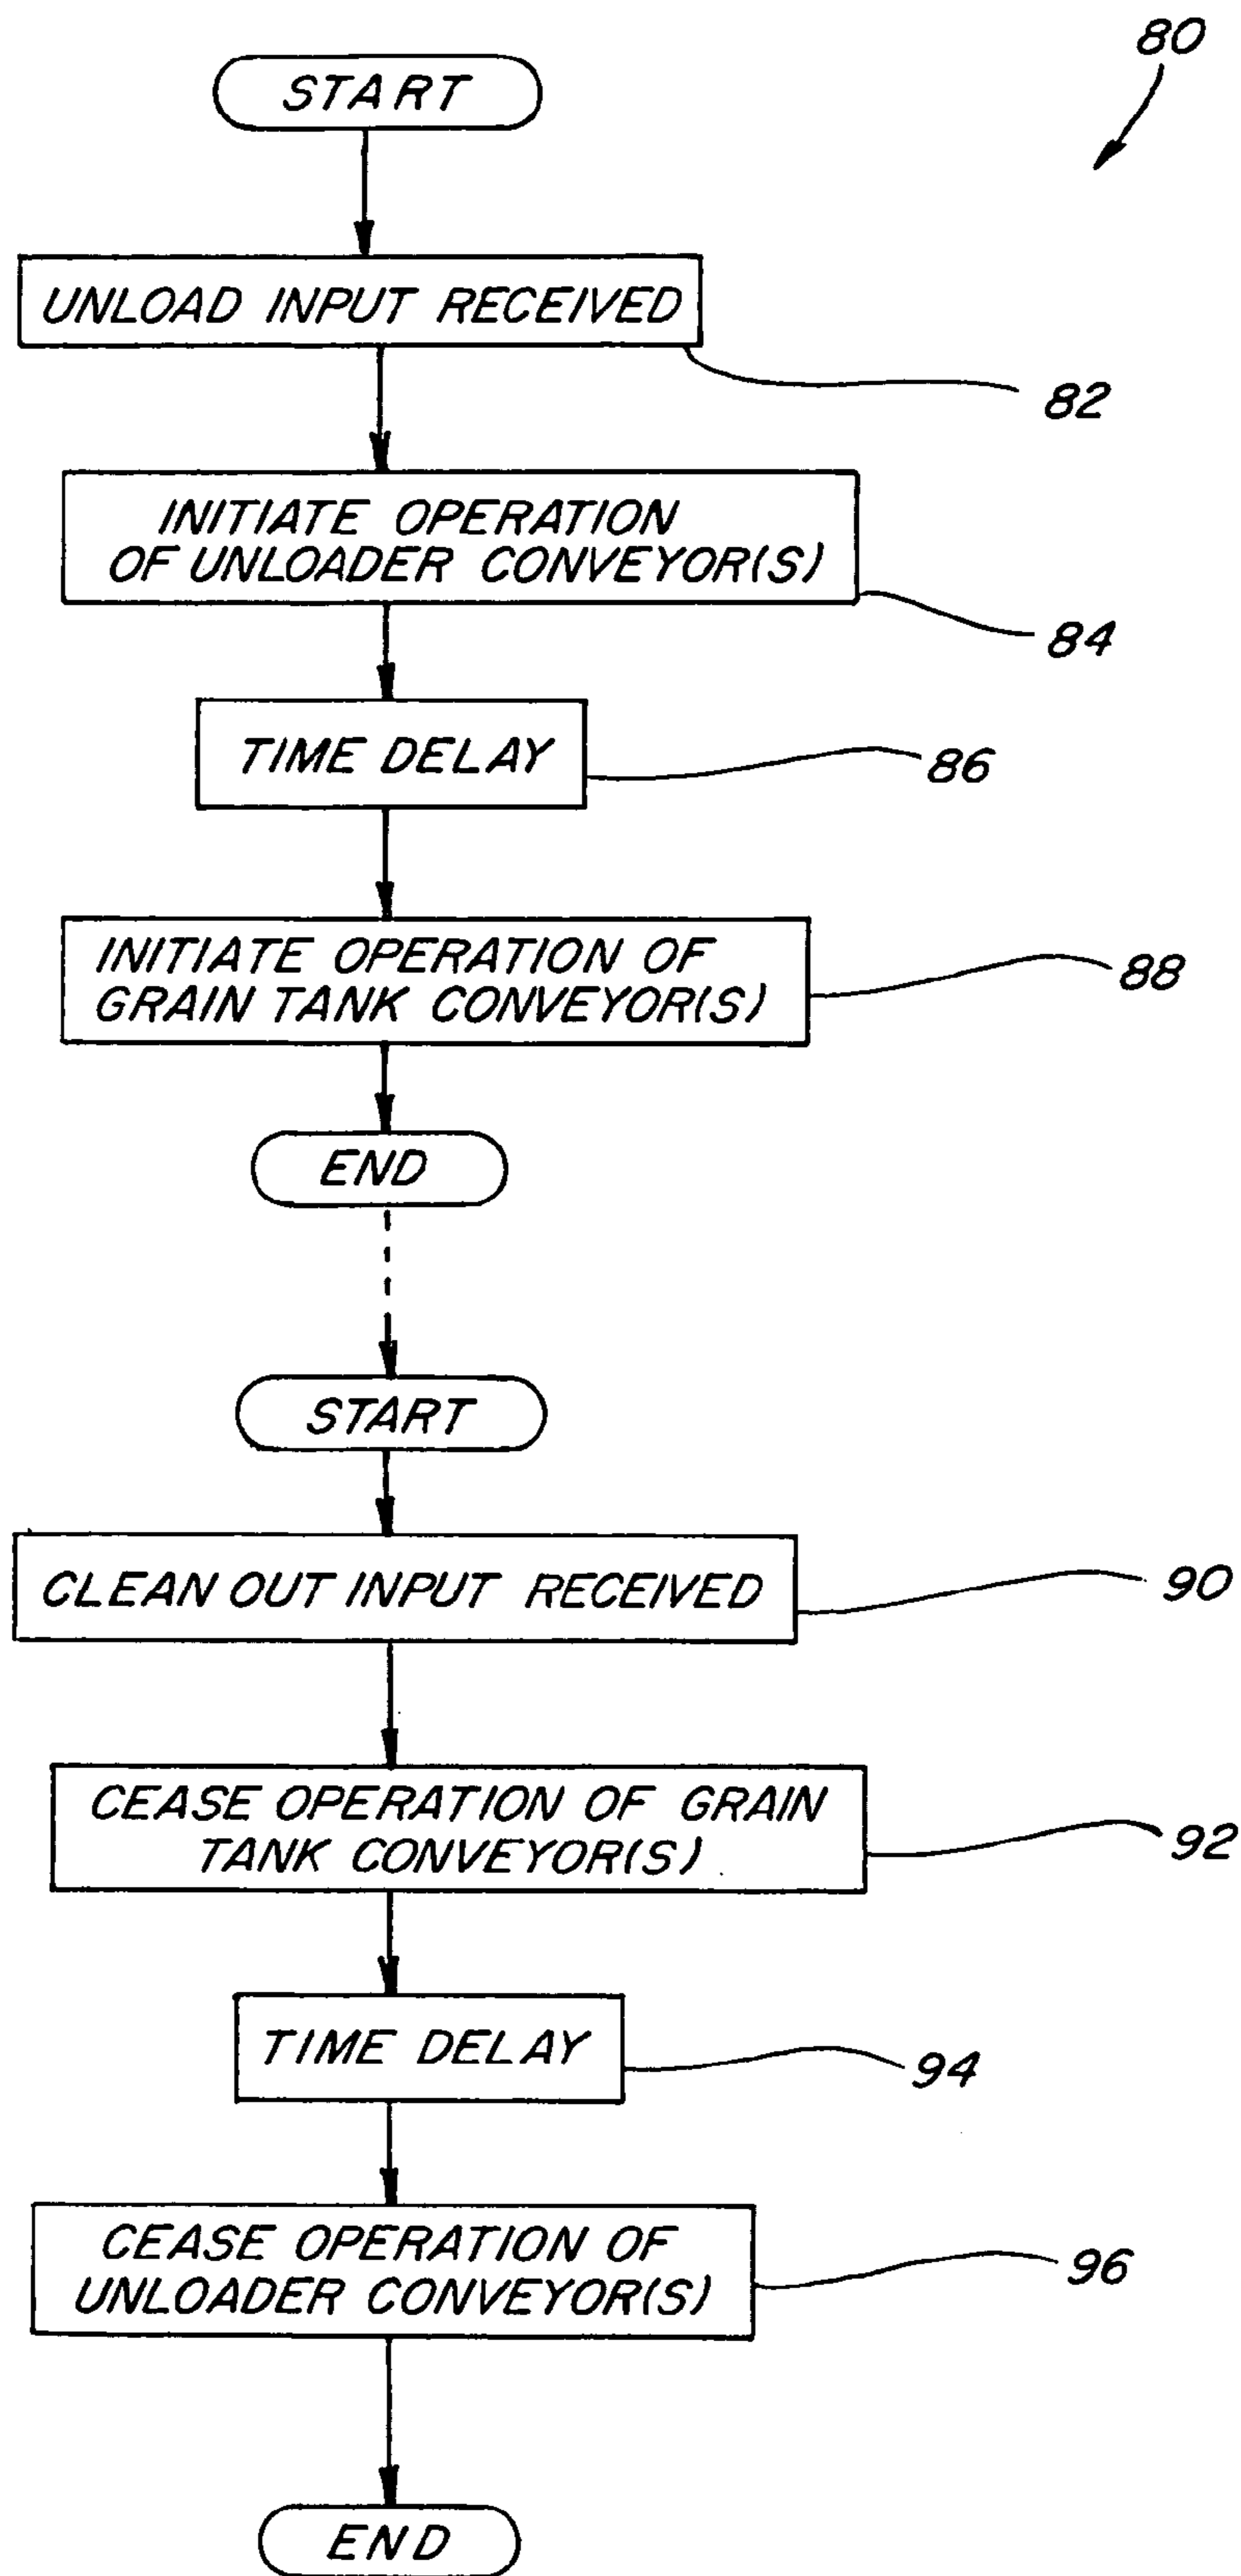 80
START
UNLOAD INPUT RECEIVED
82
INITIATE OPERATION
OF UNLOADER CONVEYOR(S)
84
TIME DELAY
86
INITIATE OPERATION OF
GRAIN TANK CONVEYOR(S)
88
END
START
CLEAN OUT INPUT RECEIVED
90
CEASE OPERATION OF GRAIN
TANK CONVEYOR(S)
92
TIME DELAY
94
CEASE OPERATION OF
UNLOADER CONVEYOR(S)
96
END